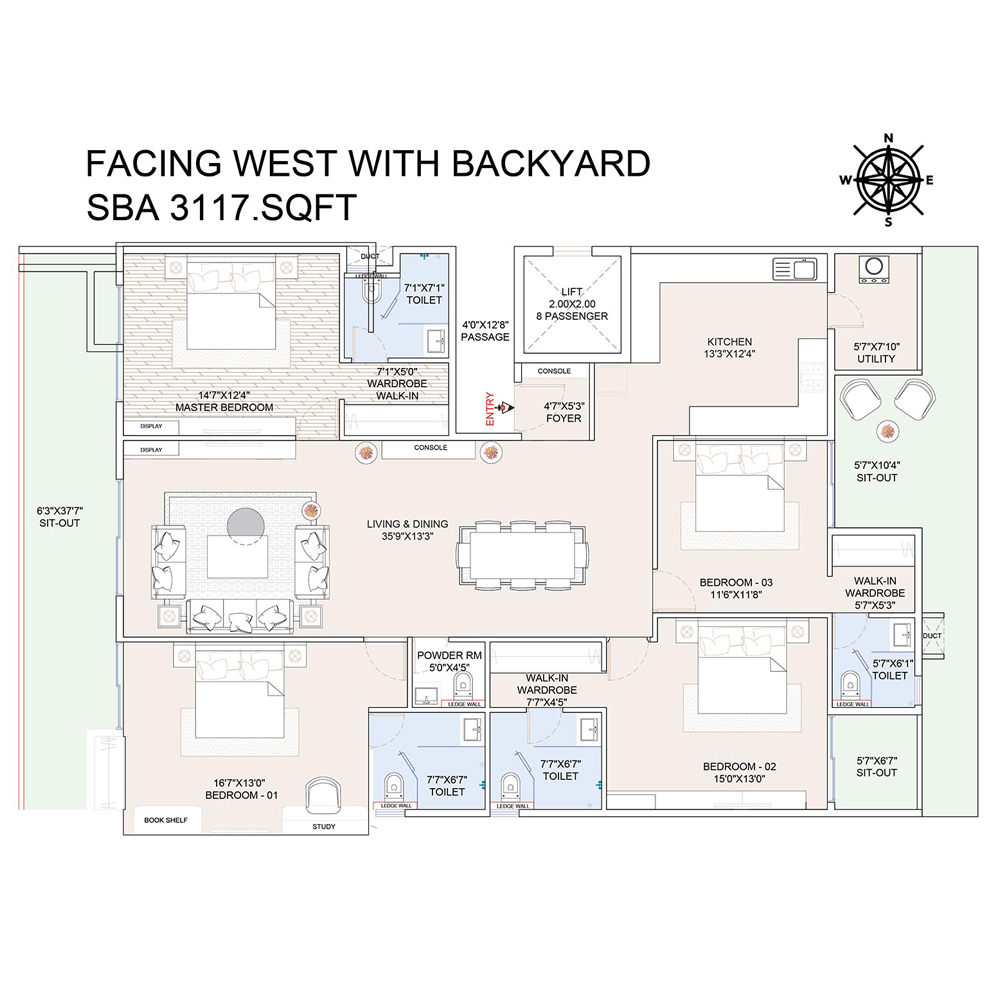 FACING WEST WITH BACKYARD
SBA 3117.SQFT
N
W
E
S
DUCT
LEDGE WALL
7'1"X7'1"
TOILET
4'0"X12'8"
PASSAGE
LIFT
2.00X2.00
8 PASSENGER
KITCHEN
13'3"X12'4"
5'7"X7'10"
UTILITY
7'1"X5'0"
WARDROBE
WALK-IN
14'7"X12'4"
MASTER BEDROOM
CONSOLE
ENTRY
4'7"X5'3"
FOYER
DISPLAY
DISPLAY
CONSOLE
5'7"X10'4"
SIT-OUT
6'3"X37'7"
SIT-OUT
LIVING & DINING
35'9"X13'3"
BEDROOM - 03
11'6"X11'8"
WALK-IN
WARDROBE
5'7"X5'3"
DUCT
POWDER RM
5'0"X4'5"
LEDGE WALL
WALK-IN
WARDROBE
7'7"X4'5"
5'7"X6'1"
TOILET
LEDGE WALL
16'7"X13'0"
BEDROOM - 01
7'7"X6'7"
TOILET
LEDGE WALL
7'7"X6'7"
TOILET
LEDGE WALL
BEDROOM - 02
15'0"X13'0"
5'7"X6'7"
SIT-OUT
BOOK SHELF
STUDY